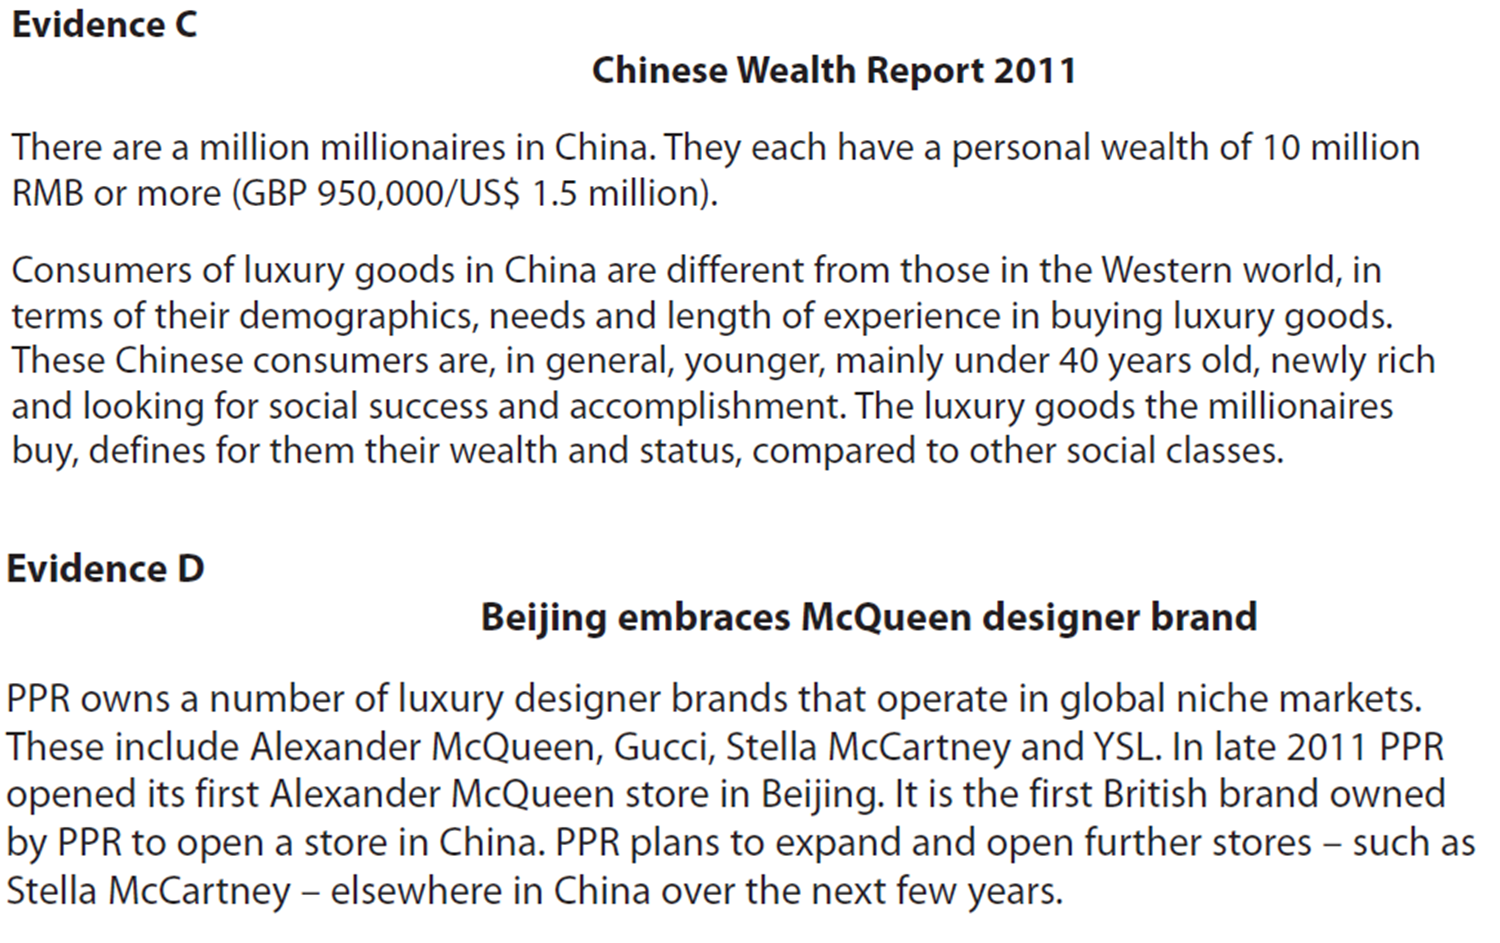 Evidence C
Chinese Wealth Report 2011
There are a million millionaires in China. They each have a personal wealth of 10 million
RMB or more (GBP 950,000/US$ 1.5 million).
Consumers of luxury goods in China are different from those in the Western world, in
terms of their demographics, needs and length of experience in buying luxury goods.
These Chinese consumers are, in general, younger, mainly under 40 years old, newly rich
and looking for social success and accomplishment. The luxury goods the millionaires
buy, defines for them their wealth and status, compared to other social classes.
Evidence D
Beijing embraces McQueen designer brand
PPR owns a number of luxury designer brands that operate in global niche markets.
These include Alexander McQueen, Gucci, Stella McCartney and YSL. In late 2011 PPR
opened its first Alexander McQueen store in Beijing. It is the first British brand owned
by PPR to open a store in China. PPR plans to expand and open further stores – such as
Stella McCartney – elsewhere in China over the next few years.